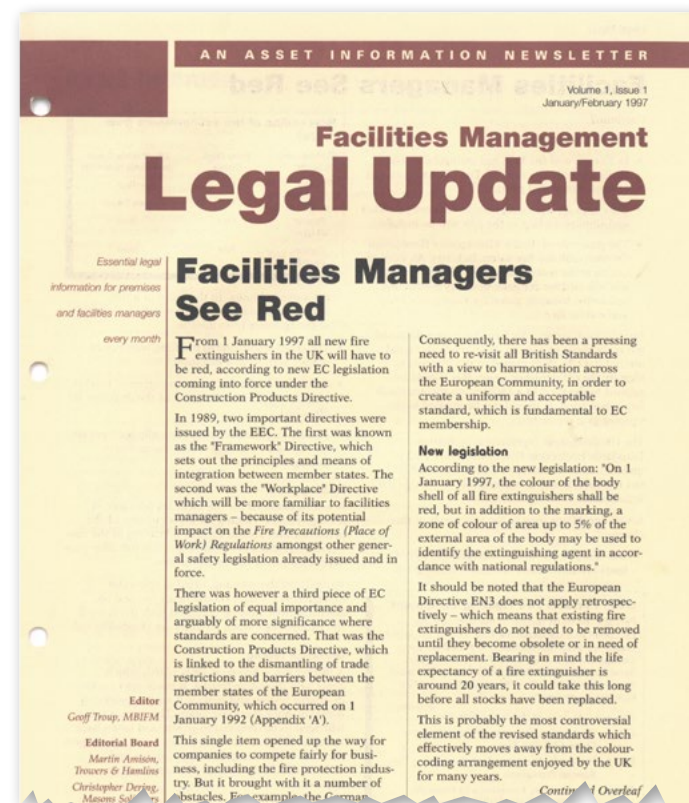 AN ASSET INFORMATION NEWSLETTER
Volume 1, Issue 1
January/February 1997
Facilities Management
Legal Update
Essential legal
information for premises
and facilities managers
every month
Facilities Managers
See Red
From 1 January 1997 all new fire
extinguishers in the UK will have to
be red, according to new EC legislation
coming into force under the
Construction Products Directive.
In 1989, two important directives were
issued by the EEC. The first was known
as the "Framework" Directive, which
sets out the principles and means of
integration between member states. The
second was the "Workplace" Directive
which will be more familiar to facilities
managers – because of its potential
impact on the Fire Precautions (Place of
Work) Regulations amongst other gener-
al safety legislation already issued and in
force.
There was however a third piece of EC
legislation of equal importance and
arguably of more significance where
standards are concerned. That was the
Construction Products Directive, which
is linked to the dismantling of trade
restrictions and barriers between the
member states of the European
Community, which occurred on 1
January 1992 (Appendix 'A').
This single item opened up the way for
companies to compete fairly for busi-
ness, including the fire protection indus-
try. But it brought with it a number of
obstacles. For example, the German
Consequently, there has been a pressing
need to re-visit all British Standards
with a view to harmonisation across
the European Community, in order to
create a uniform and acceptable
standard, which is fundamental to EC
membership.
New legislation
According to the new legislation: "On 1
January 1997, the colour of the body
shell of all fire extinguishers shall be
red, but in addition to the marking, a
zone of colour of area up to 5% of the
external area of the body may be used to
identify the extinguishing agent in accor-
dance with national regulations."
It should be noted that the European
Directive EN3 does not apply retrospec-
tively – which means that existing fire
extinguishers do not need to be removed
until they become obsolete or in need of
replacement. Bearing in mind the life
expectancy of a fire extinguisher is
around 20 years, it could take this long
before all stocks have been replaced.
This is probably the most controversial
element of the revised standards which
effectively moves away from the colour-
coding arrangement enjoyed by the UK
for many years.
Continued Overleaf
Editor
Geoff Troup, MBIFM
Editorial Board
Martin Amison,
Trowers & Hamlins
Christopher Dering,
Masons Solicitors